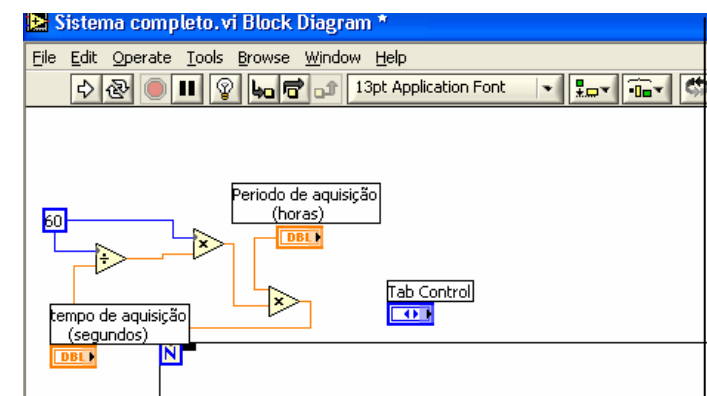 Sistema completo.vi Block Diagram *
File Edit Operate Tools Browse Window Help
13pt Application Font
Periodo de aquisição
(horas)
60
DBL
Tab Control
tempo de aquisição
(segundos)
DBL
N